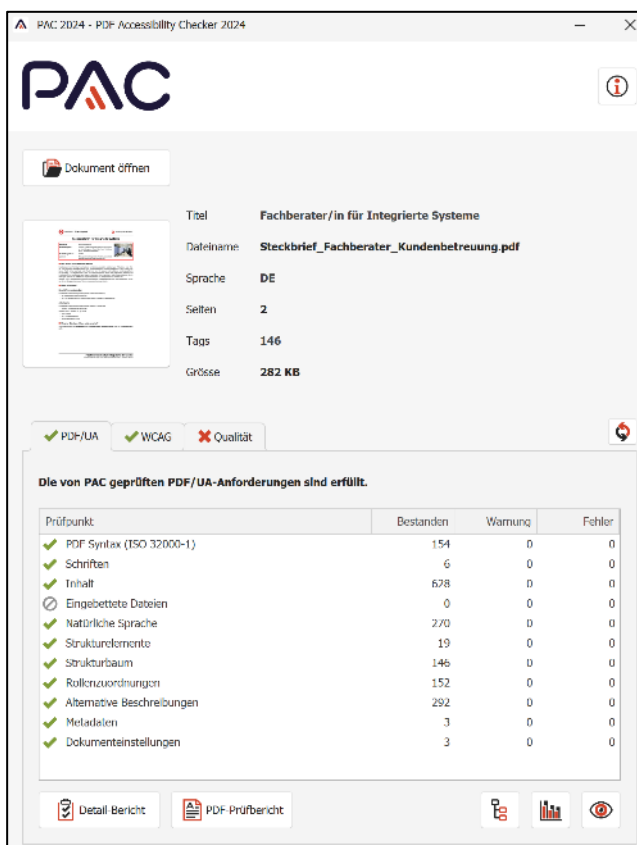 PAC 2024 - PDF Accessibility Checker 2024
PAC
Dokument öffnen
Titel Fachberater/in für Integrierte Systeme
Dateiname Steckbrief_Fachberater_Kundenbetreuung.pdf
Sprache DE
Seiten 2
Tags 146
Grösse 282 KB
PDF/UA WCAG Qualität
Die von PAC geprüften PDF/UA-Anforderungen sind erfüllt.
Prüfpunkt Bestanden Warnung Fehler
PDF Syntax (ISO 32000-1) 154 0 0
Schriften 6 0 0
Inhalt 628 0 0
Eingebettete Dateien 0 0 0
Natürliche Sprache 270 0 0
Strukturelemente 19 0 0
Strukturbaum 146 0 0
Rollenzuordnungen 152 0 0
Alternative Beschreibungen 292 0 0
Metadaten 3 0 0
Dokumenteinstellungen 3 0 0
Detail-Bericht PDF-Prüfbericht